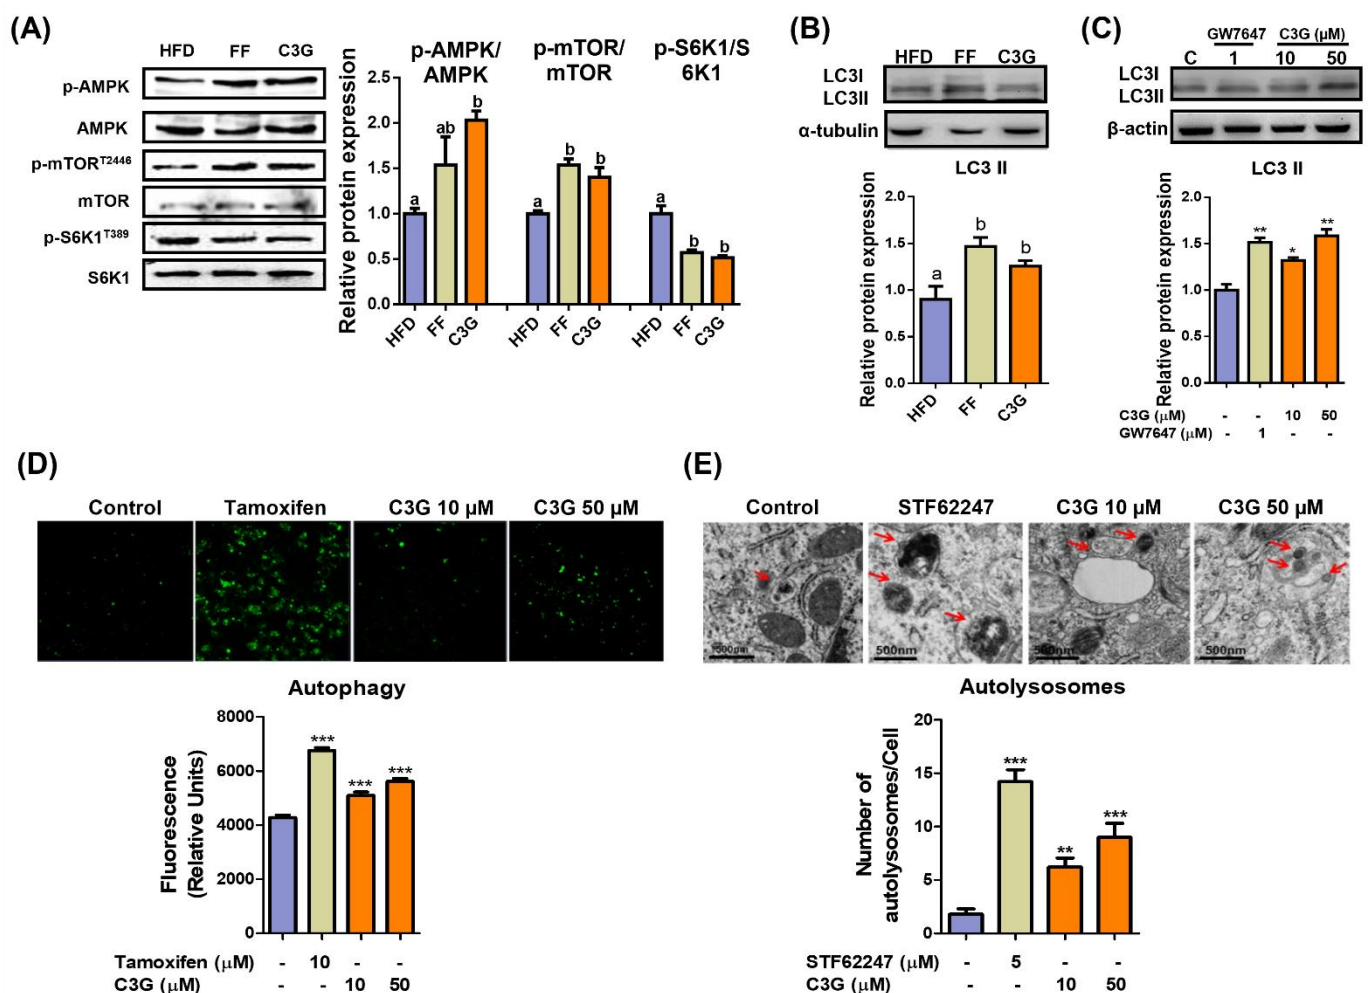 (A)
HFD FF C3G
p-AMPK
AMPK
p-mTORᵀ²⁴⁴⁶
mTOR
p-S6K1ᵀ³⁸⁹
S6K1
p-AMPK/
AMPK
p-mTOR/
mTOR
p-S6K1/S
6K1
Relative protein expression
2.5
2.0
1.5
1.0
0.5
0.0
a ab b a b b a b b
HFD FF C3G HFD FF C3G HFD FF C3G
(B)
HFD FF C3G
LC3I
LC3II
α-tubulin
LC3 II
Relative protein expression
2.0
1.5
1.0
0.5
0.0
a b b
HFD FF C3G
(C)
GW7647 C3G (μM)
C 1 10 50
LC3I
LC3II
β-actin
LC3 II
Relative protein expression
2.0
1.5
1.0
0.5
0.0
** * **
C3G (μM) - - 10 50
GW7647 (μM) - 1 - -
(D)
Control Tamoxifen C3G 10 μM C3G 50 μM
Autophagy
Fluorescence
(Relative Units)
8000
6000
4000
2000
0
*** *** ***
Tamoxifen (μM) - 10 - -
C3G (μM) - - 10 50
(E)
Control STF62247 C3G 10 μM C3G 50 μM
500nm 500nm 500nm 500nm
Autolysosomes
Number of
autolysosomes/Cell
20
15
10
5
0
*** ** ***
STF62247 (μM) - 5 - -
C3G (μM) - - 10 50